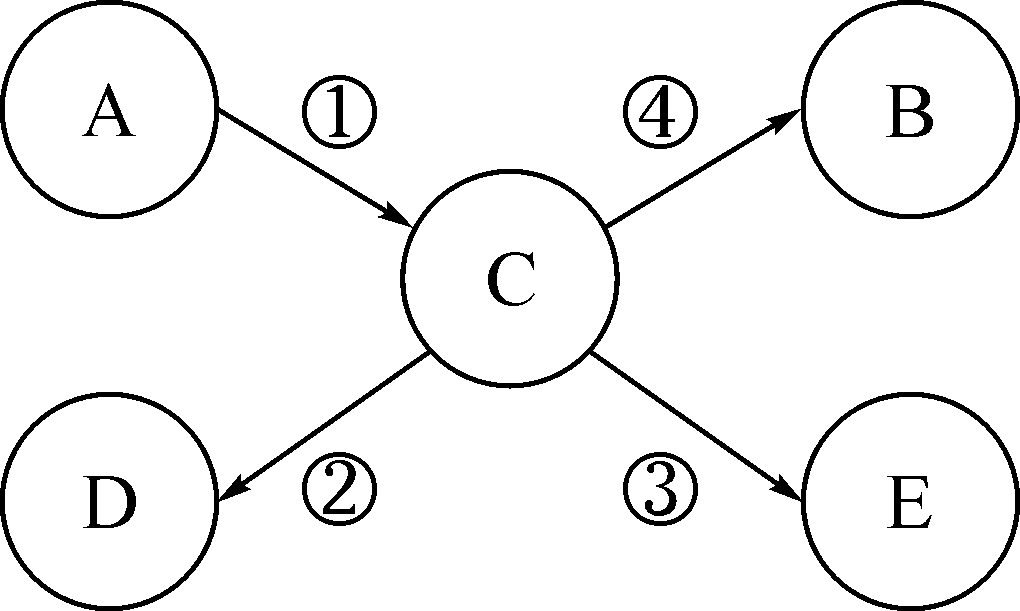 A ① ④ B
C
D ② ③ E